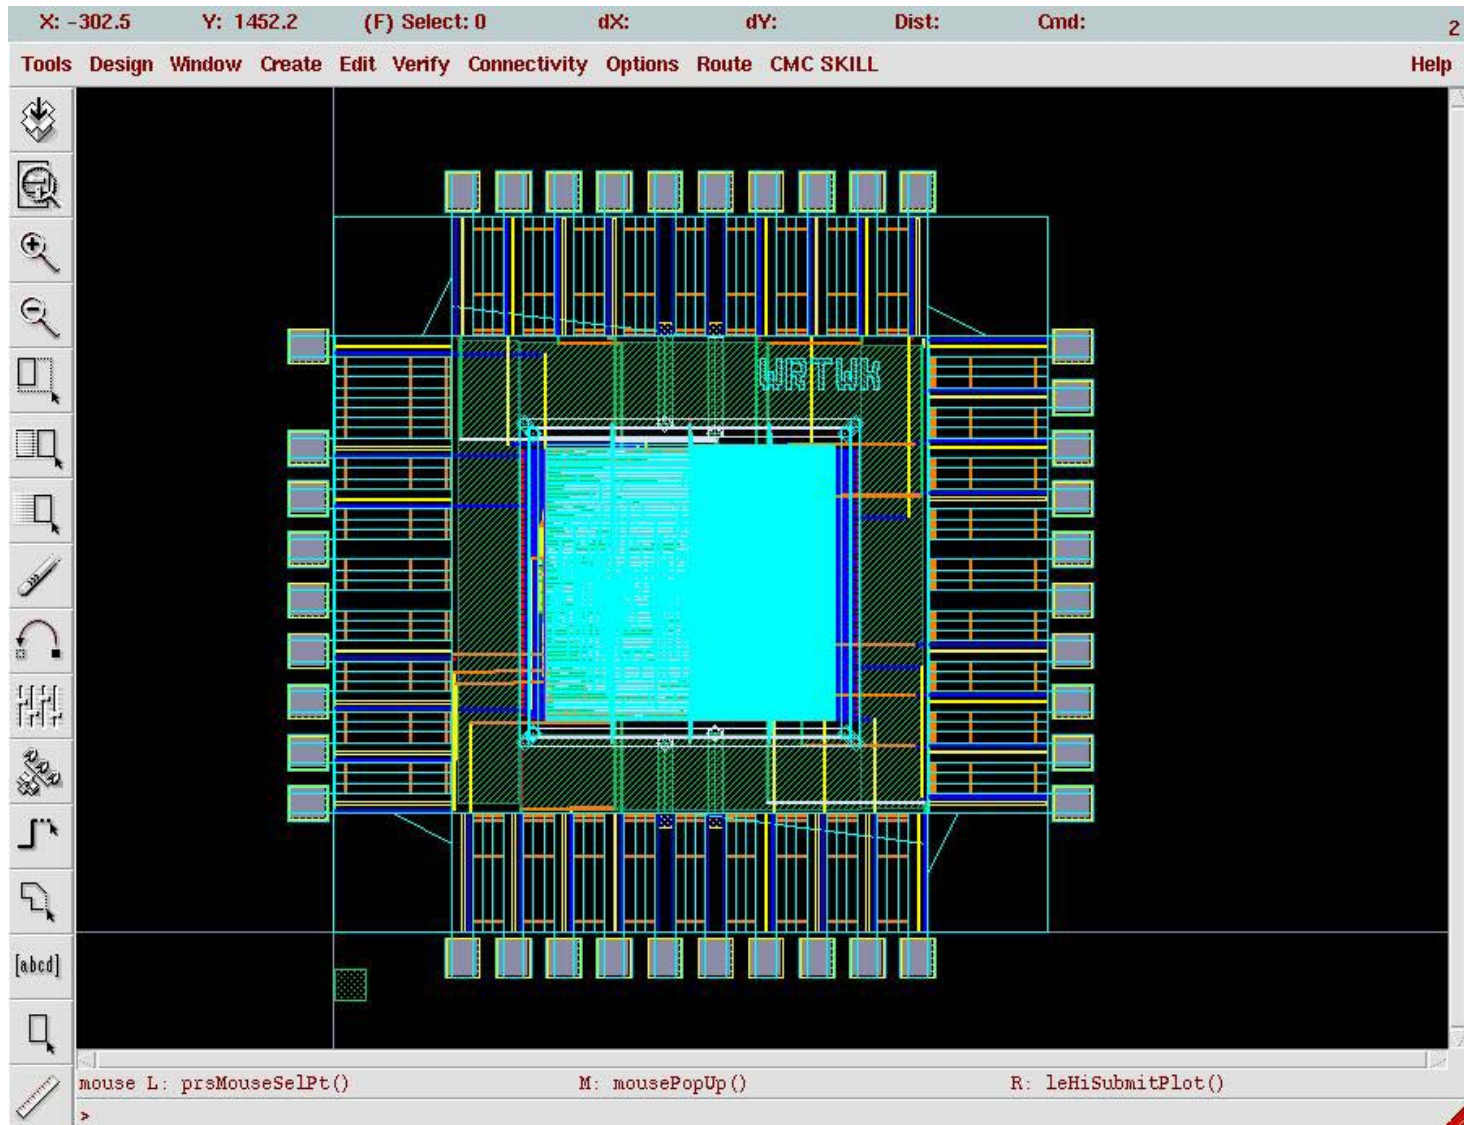 X: -302.5 Y: 1452.2 (F) Select: 0 dX: dY: Dist: Cmd: 2
Tools Design Window Create Edit Verify Connectivity Options Route CMC SKILL Help
WRTWK
[abcd]
mouse L: prsMouseSelPt() M: mousePopUp() R: leHiSubmitPlot()
>